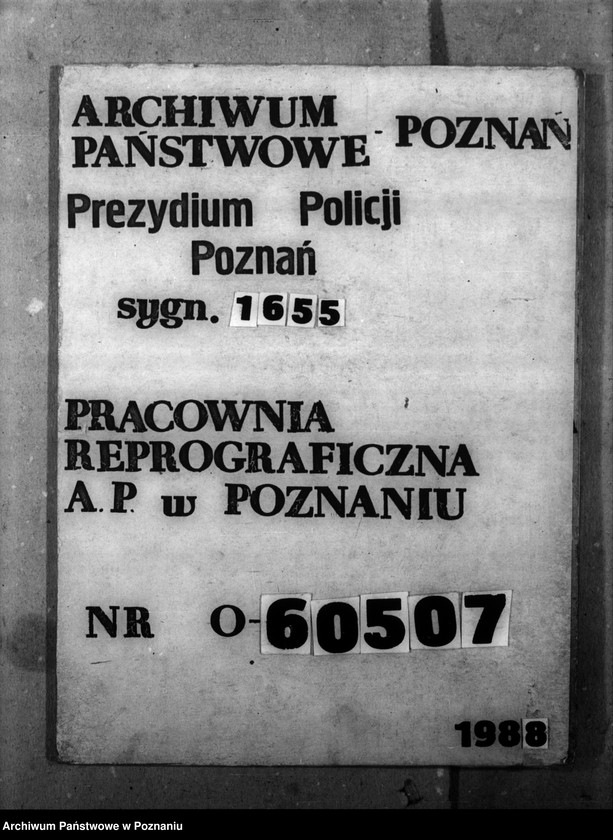 ARCHIWUM
PAŃSTWOWE - POZNAŃ
Prezydium Policji
Poznań
sygn. 1655
PRACOWNIA
REPROGRAFICZNA
A.P. w POZNANIU
NR O-60507
1988
Archiwum Państwowe w Poznaniu